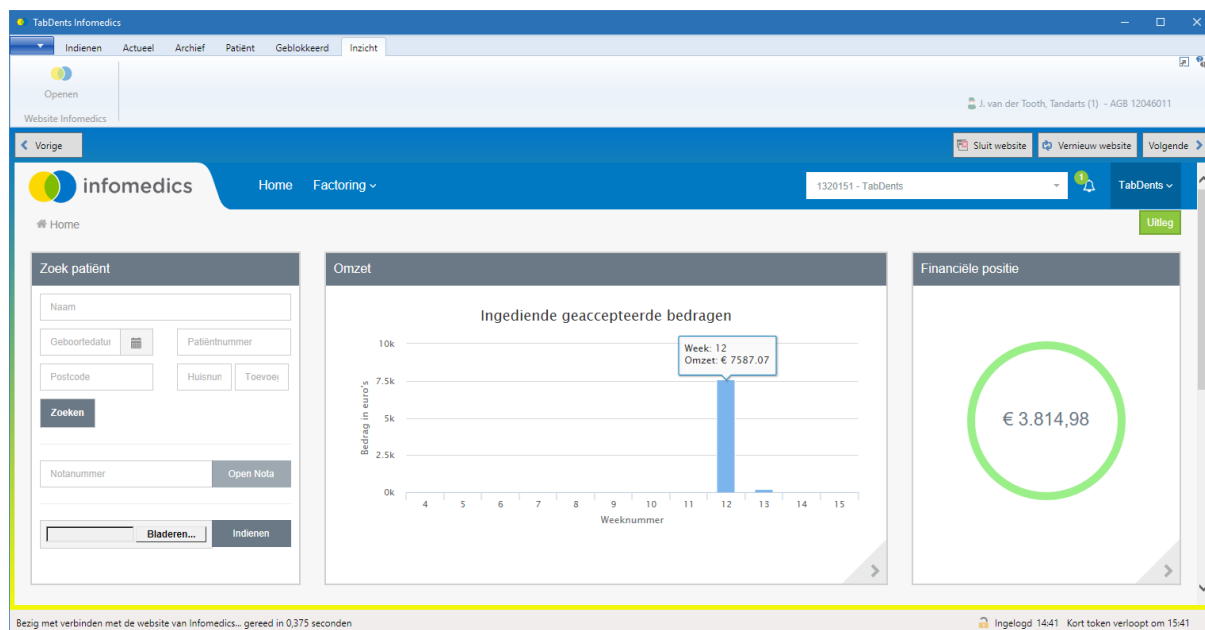 TabDents Infomedics
Indienen Actueel Archief Patiënt Geblokkeerd Inzicht
Openen
Website Infomedics
J. van der Tooth, Tandarts (1) - AGB 12046011
Vorige
Sluit website Vernieuw website Volgende
infomedics Home Factoring 1320151 - TabDents 1 TabDents
Home
Uitleg
Zoek patiënt
Naam
Geboortedatu Patiëntnummer
Postcode Huisnun Toevoe
Zoeken
Notanummer Open Nota
Bladeren... Indienen
Omzet
Ingediende geaccepteerde bedragen
Week: 12
Omzet: € 7587.07
Bedrag in euro's
10k
7.5k
5k
2.5k
0k
4 5 6 7 8 9 10 11 12 13 14 15
Weeknummer
Financiële positie
€ 3.814,98
Bezig met verbinden met de website van Infomedics... gereed in 0,375 seconden
Ingelogd 14:41 Kort token verloopt om 15:41